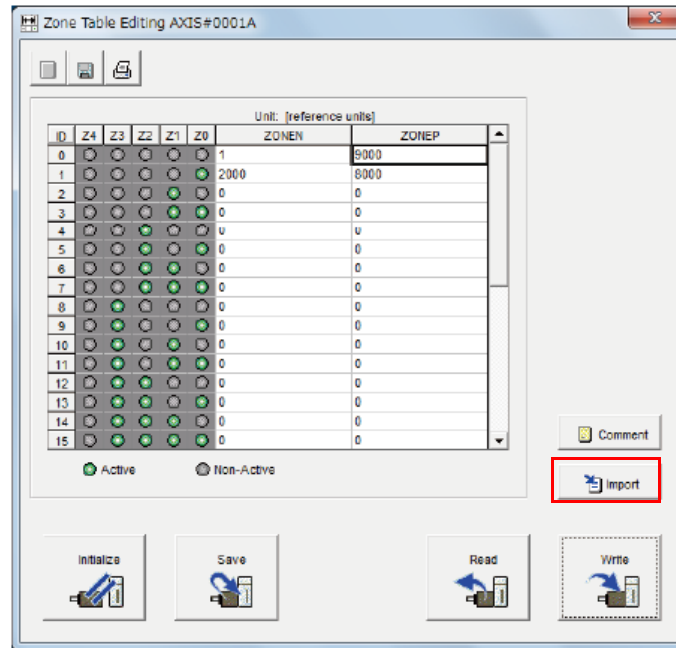 Zone Table Editing AXIS#0001A
Unit: [reference units]
ID Z4 Z3 Z2 Z1 Z0 ZONEN ZONEP
0 1 9000
1 2000 8000
2 0 0
3 0 0
4 0 0
5 0 0
6 0 0
7 0 0
8 0 0
9 0 0
10 0 0
11 0 0
12 0 0
13 0 0
14 0 0
15 0 0
Active Non-Active
Comment
Import
Initialize Save Read Write